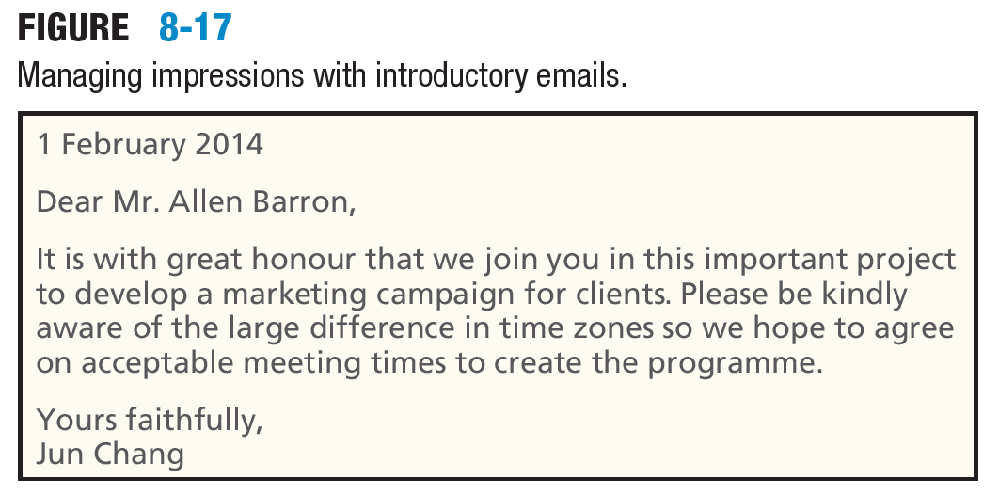 FIGURE 8-17
Managing impressions with introductory emails.
1 February 2014
Dear Mr. Allen Barron,
It is with great honour that we join you in this important project
to develop a marketing campaign for clients. Please be kindly
aware of the large difference in time zones so we hope to agree
on acceptable meeting times to create the programme.
Yours faithfully,
Jun Chang